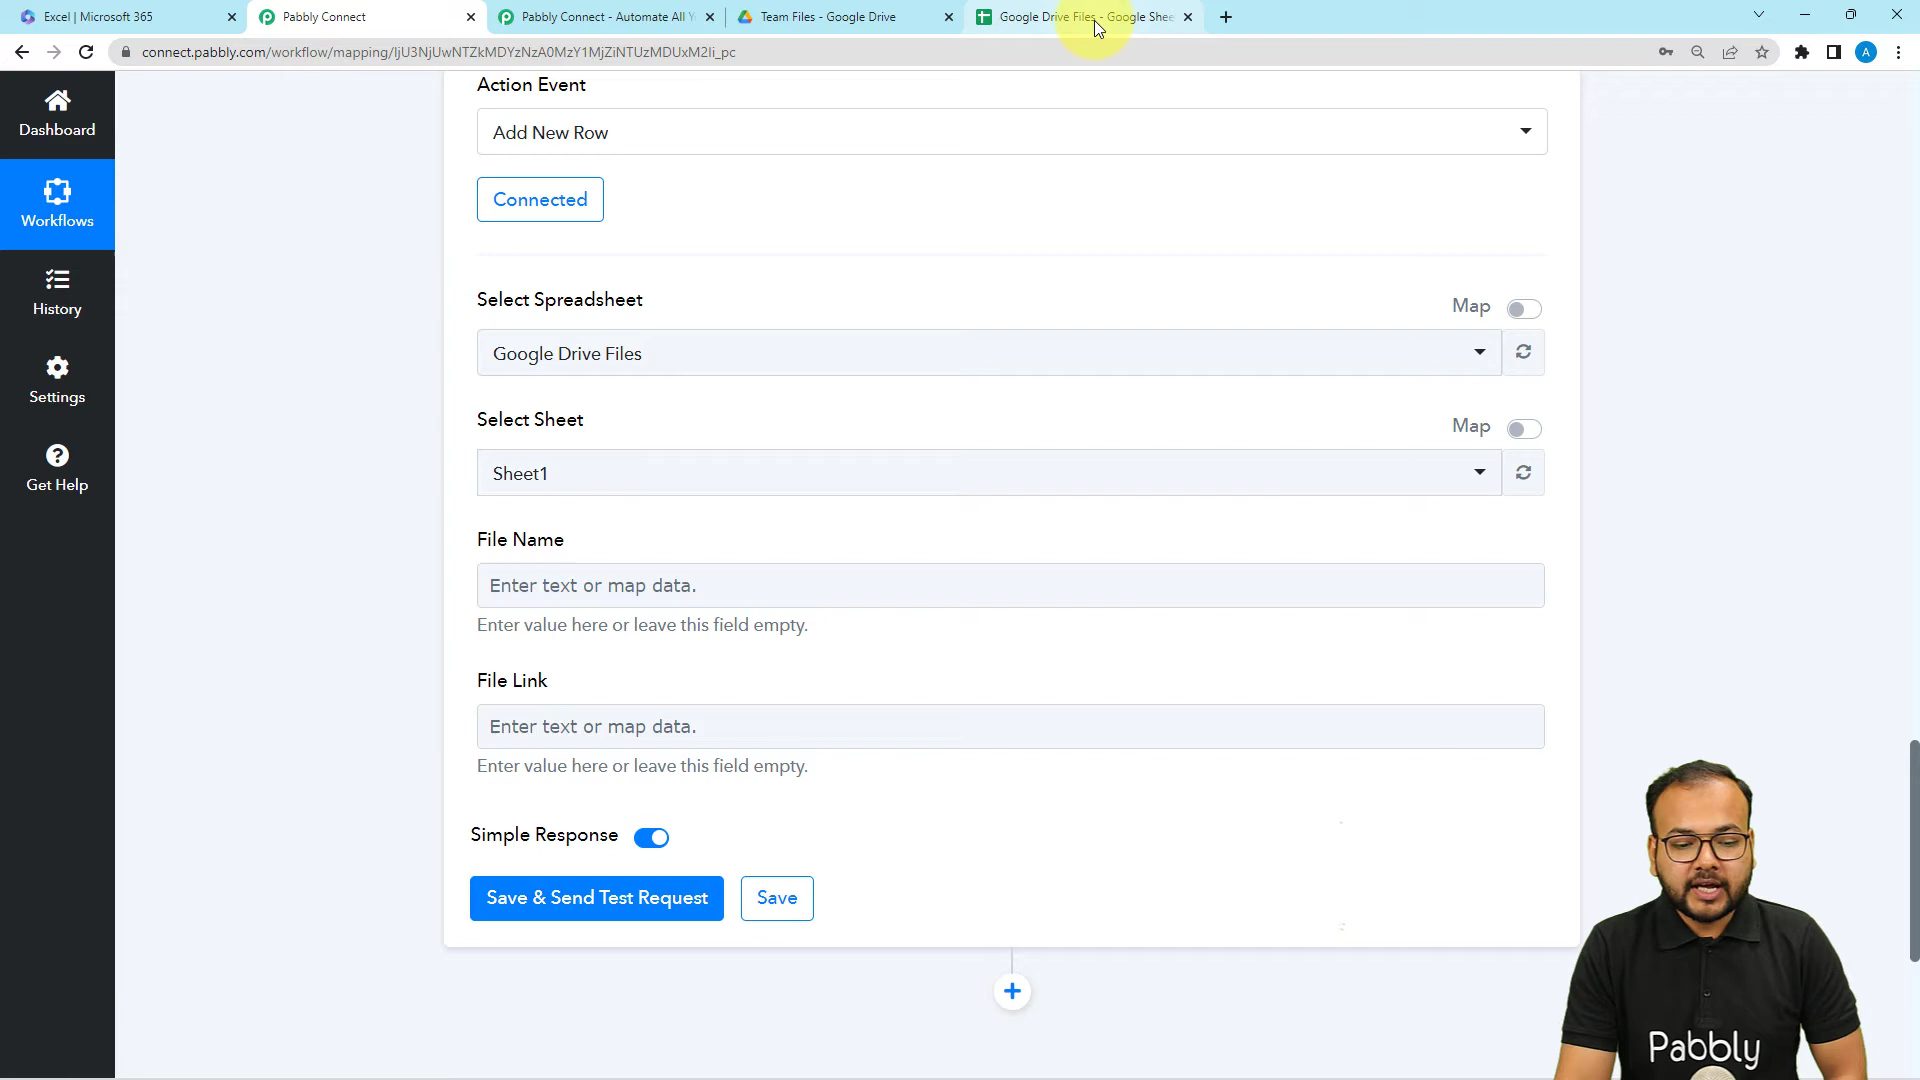 Excel | Microsoft 365
Pabbly Connect
Pabbly Connect - Automate All Y
Team Files - Google Drive
Google Drive Files - Google Shee
connect.pabbly.com/workflow/mapping/IjU3NjUwNTZkMDYzNzA0MzY1MjZiNTUzMDUxM2Ii_pc
A
Dashboard
Workflows
History
Settings
Get Help
Action Event
Add New Row
Connected
Select Spreadsheet
Map
Google Drive Files
Select Sheet
Map
Sheet1
File Name
Enter text or map data.
Enter value here or leave this field empty.
File Link
Enter text or map data.
Enter value here or leave this field empty.
Simple Response
Save & Send Test Request
Save
Pabbly